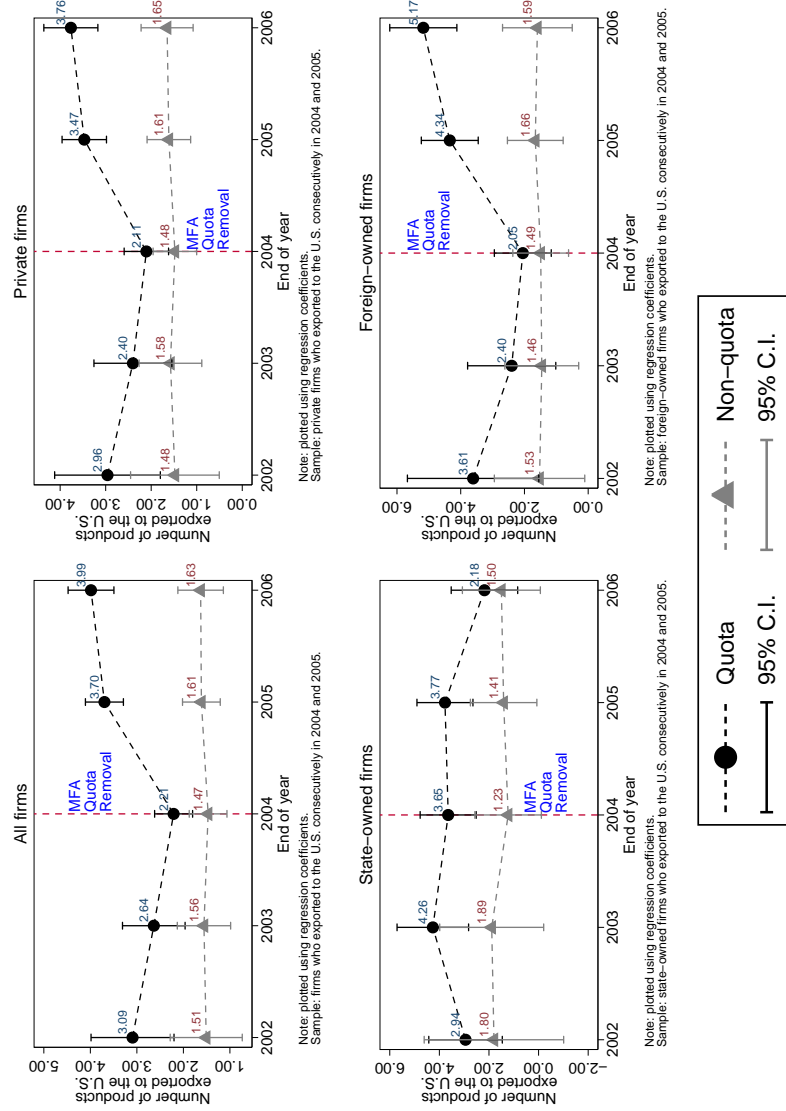 All firms
Number of products
exported to the U.S.
5.00
4.00
3.00
2.00
1.00
3.09
2.64
2.21
3.70
3.99
1.51
1.56
1.47
1.61
1.63
MFA
Quota
Removal
2002
2003
2004
2005
2006
End of year
Note: plotted using regression coefficients.
Sample: firms who exported to the U.S. consecutively in 2004 and 2005.
Private firms
Number of products
exported to the U.S.
4.00
3.00
2.00
1.00
0.00
2.96
2.40
2.11
3.47
3.76
1.48
1.58
1.48
1.61
1.65
MFA
Quota
Removal
2002
2003
2004
2005
2006
End of year
Note: plotted using regression coefficients.
Sample: private firms who exported to the U.S. consecutively in 2004 and 2005.
State−owned firms
Number of products
exported to the U.S.
6.00
4.00
2.00
0.00
−2.00
2.94
4.26
3.65
3.77
2.18
1.80
1.89
1.23
1.41
1.50
MFA
Quota
Removal
2002
2003
2004
2005
2006
End of year
Note: plotted using regression coefficients.
Sample: state−owned firms who exported to the U.S. consecutively in 2004 and 2005.
Foreign−owned firms
Number of products
exported to the U.S.
6.00
4.00
2.00
0.00
3.61
2.40
2.05
4.34
5.17
1.53
1.46
1.49
1.66
1.59
MFA
Quota
Removal
2002
2003
2004
2005
2006
End of year
Note: plotted using regression coefficients.
Sample: foreign−owned firms who exported to the U.S. consecutively in 2004 and 2005.
Quota
Non−quota
95% C.I.
95% C.I.